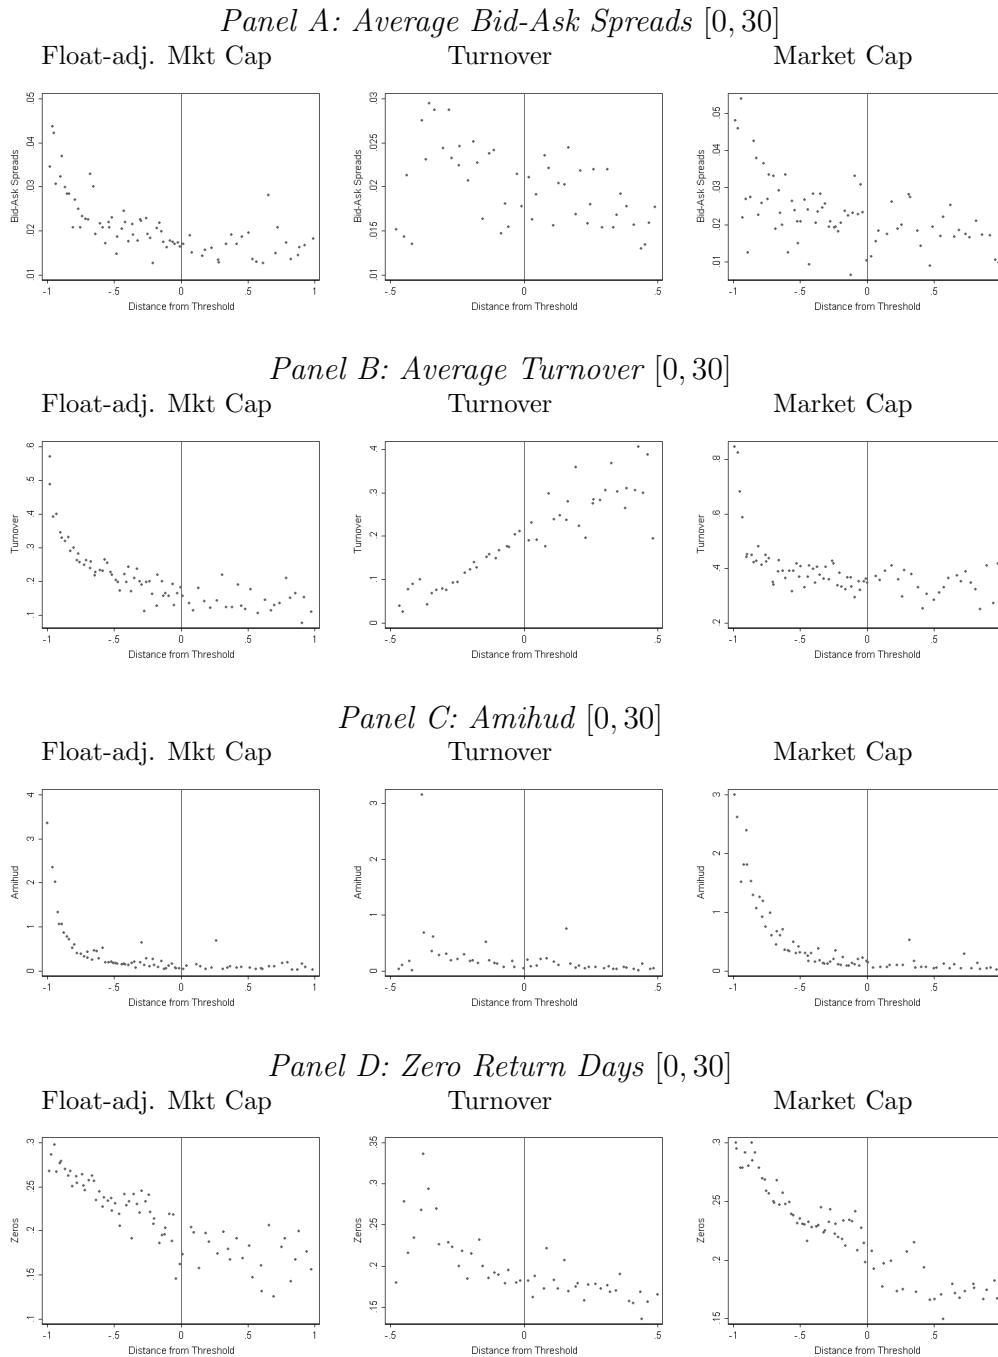 Panel A: Average Bid-Ask Spreads [0, 30]
Float-adj. Mkt Cap Turnover Market Cap
Bid-Ask Spreads
.01 .02 .03 .04 .05
-1 -.5 0 .5 1
Distance from Threshold
Bid-Ask Spreads
.01 .015 .02 .025 .03
-.5 0 .5
Distance from Threshold
Bid-Ask Spreads
.01 .02 .03 .04 .05
-1 -.5 0 .5
Distance from Threshold
Panel B: Average Turnover [0, 30]
Float-adj. Mkt Cap Turnover Market Cap
Turnover
.1 .2 .3 .4 .5 .6
-1 -.5 0 .5 1
Distance from Threshold
Turnover
0 .1 .2 .3 .4
-.5 0 .5
Distance from Threshold
Turnover
.2 .4 .6 .8
-1 -.5 0 .5
Distance from Threshold
Panel C: Amihud [0, 30]
Float-adj. Mkt Cap Turnover Market Cap
Amihud
0 1 2 3 4
-1 -.5 0 .5 1
Distance from Threshold
Amihud
0 1 2 3
-.5 0 .5
Distance from Threshold
Amihud
0 1 2 3
-1 -.5 0 .5
Distance from Threshold
Panel D: Zero Return Days [0, 30]
Float-adj. Mkt Cap Turnover Market Cap
Zeros
.1 .15 .2 .25 .3
-1 -.5 0 .5 1
Distance from Threshold
Zeros
.15 .2 .25 .3 .35
-.5 0 .5
Distance from Threshold
Zeros
.15 .2 .25 .3
-1 -.5 0 .5
Distance from Threshold